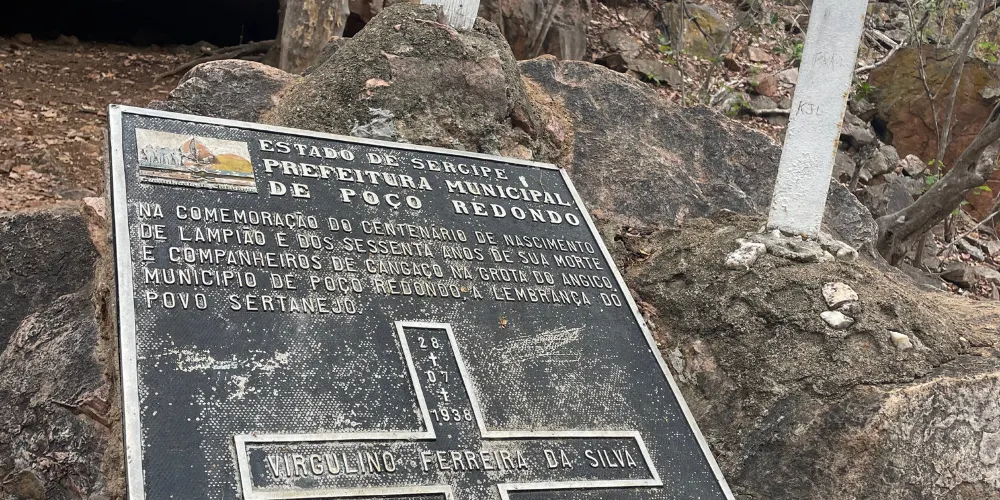 ESTADO DE SERGIPE
PREFEITURA MUNICIPAL
DE POÇO REDONDO
NA COMEMORAÇÃO DO CENTENÁRIO DE NASCIMENTO
DE LAMPIÃO E DOS SESSENTA ANOS DE SUA MORTE
E COMPANHEIROS DE CANGAÇO NA GROTA DO ANGICO,
MUNICIPIO DE POÇO REDONDO, A LEMBRANÇA DO
POVO SERTANEJO.
28
07
1938
VIRGULINO FERREIRA DA SILVA
KJL